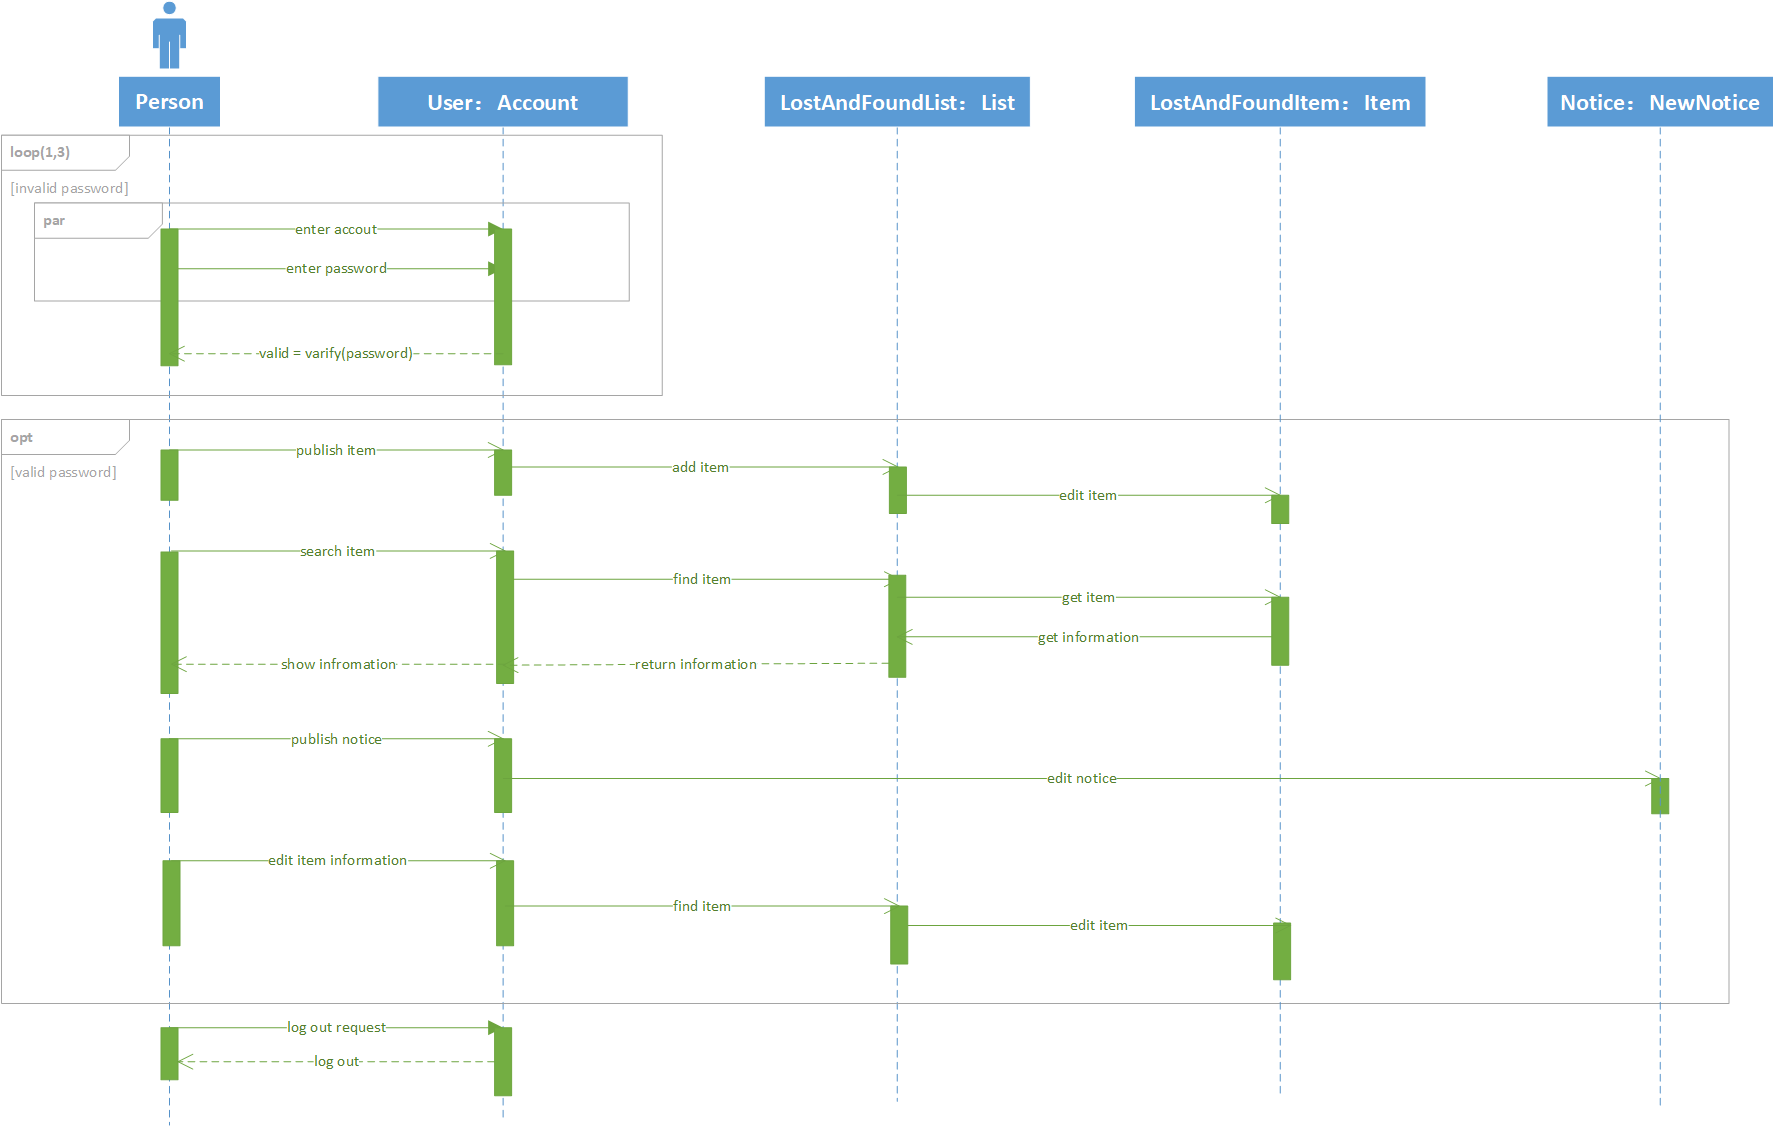 Person
User：Account
LostAndFoundList：List
LostAndFoundItem：Item
Notice：NewNotice
loop(1,3)
[invalid password]
par
enter accout
enter password
valid = varify(password)
opt
[valid password]
publish item
add item
edit item
search item
find item
get item
get information
show infromation
return information
publish notice
edit notice
edit item information
find item
edit item
log out request
log out